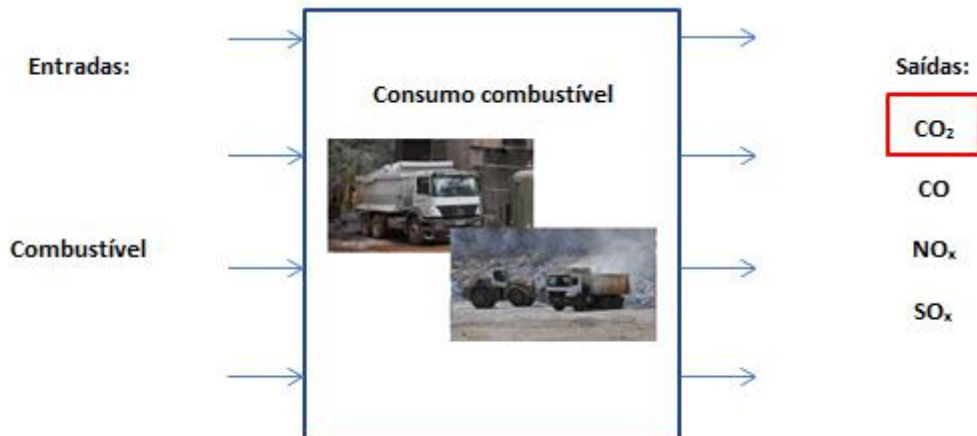 Entradas:
Combustível
Consumo combustível
Saídas:
CO₂
CO
NOₓ
SOₓ